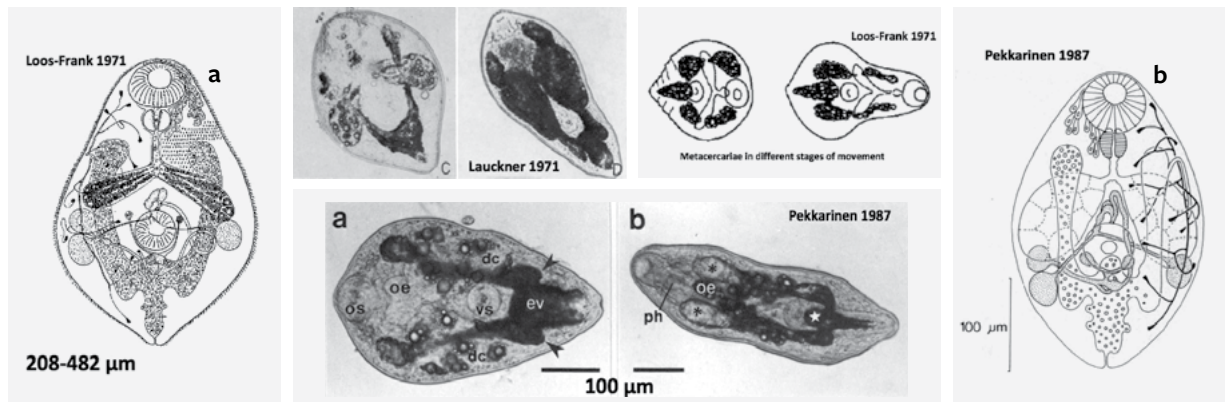 Loos-Frank 1971
a
208-482 µm
C
Lauckner 1971
D
Loos-Frank 1971
Metacercariae in different stages of movement
a
dc
oe
os
vs
ev
dc
b
Pekkarinen 1987
*
oe
*
ph
100 µm
Pekkarinen 1987
b
100 µm